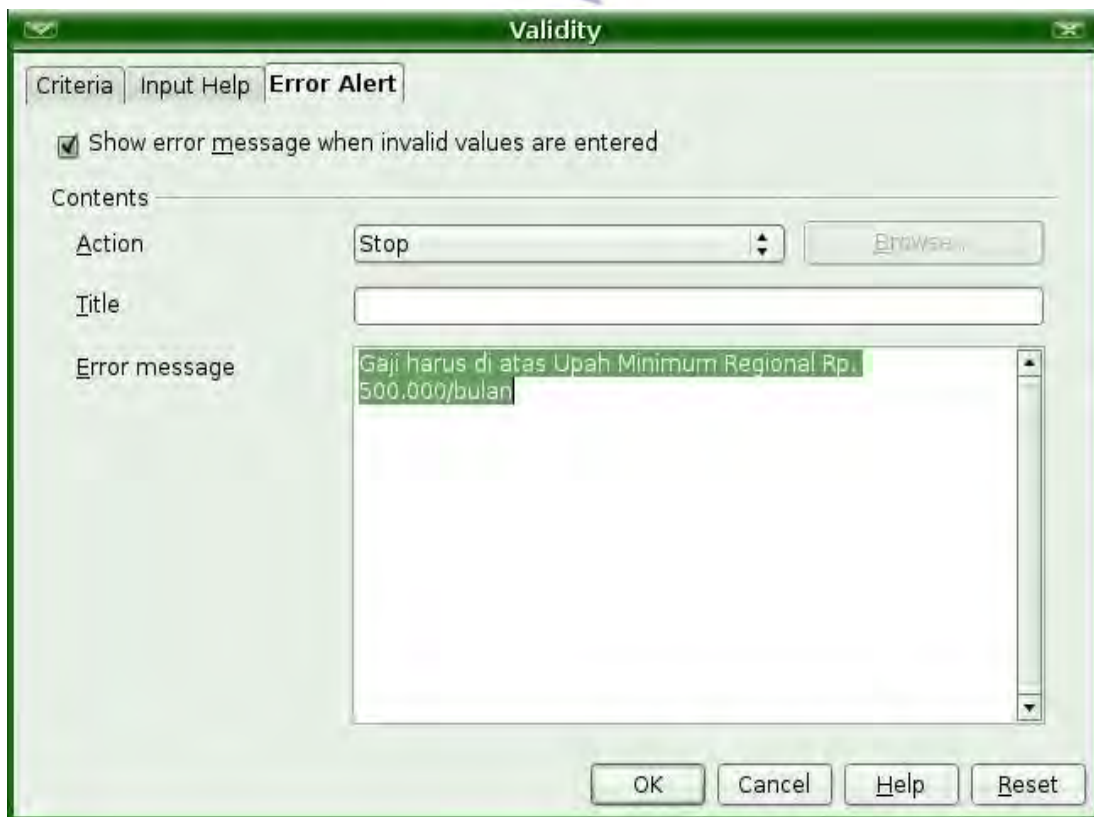 Validity
Criteria Input Help Error Alert
Show error message when invalid values are entered
Contents
Action Stop Browse...
Title
Error message Gaji harus di atas Upah Minimum Regional Rp.
500.000/bulan
OK Cancel Help Reset